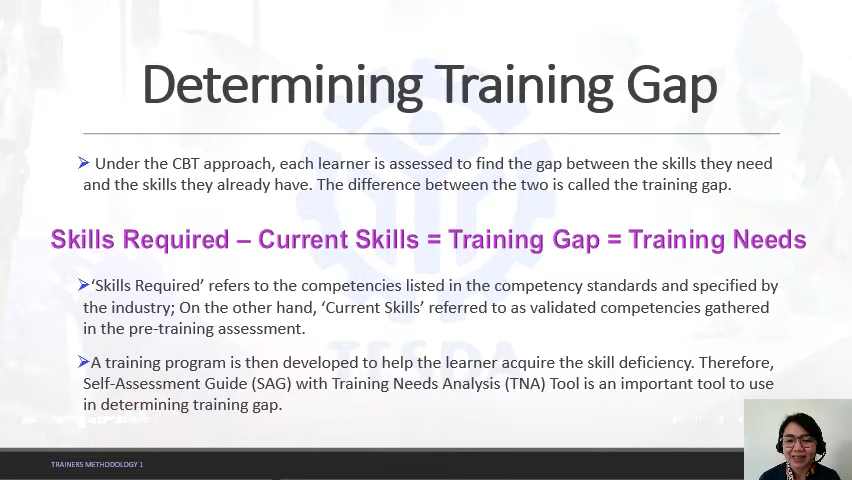 Determining Training Gap
➢ Under the CBT approach, each learner is assessed to find the gap between the skills they need
and the skills they already have. The difference between the two is called the training gap.
Skills Required – Current Skills = Training Gap = Training Needs
➢‘Skills Required’ refers to the competencies listed in the competency standards and specified by
the industry; On the other hand, ‘Current Skills’ referred to as validated competencies gathered
in the pre-training assessment.
➢A training program is then developed to help the learner acquire the skill deficiency. Therefore,
Self-Assessment Guide (SAG) with Training Needs Analysis (TNA) Tool is an important tool to use
in determining training gap.
TESDA
TRAINERS METHODOLOGY 1